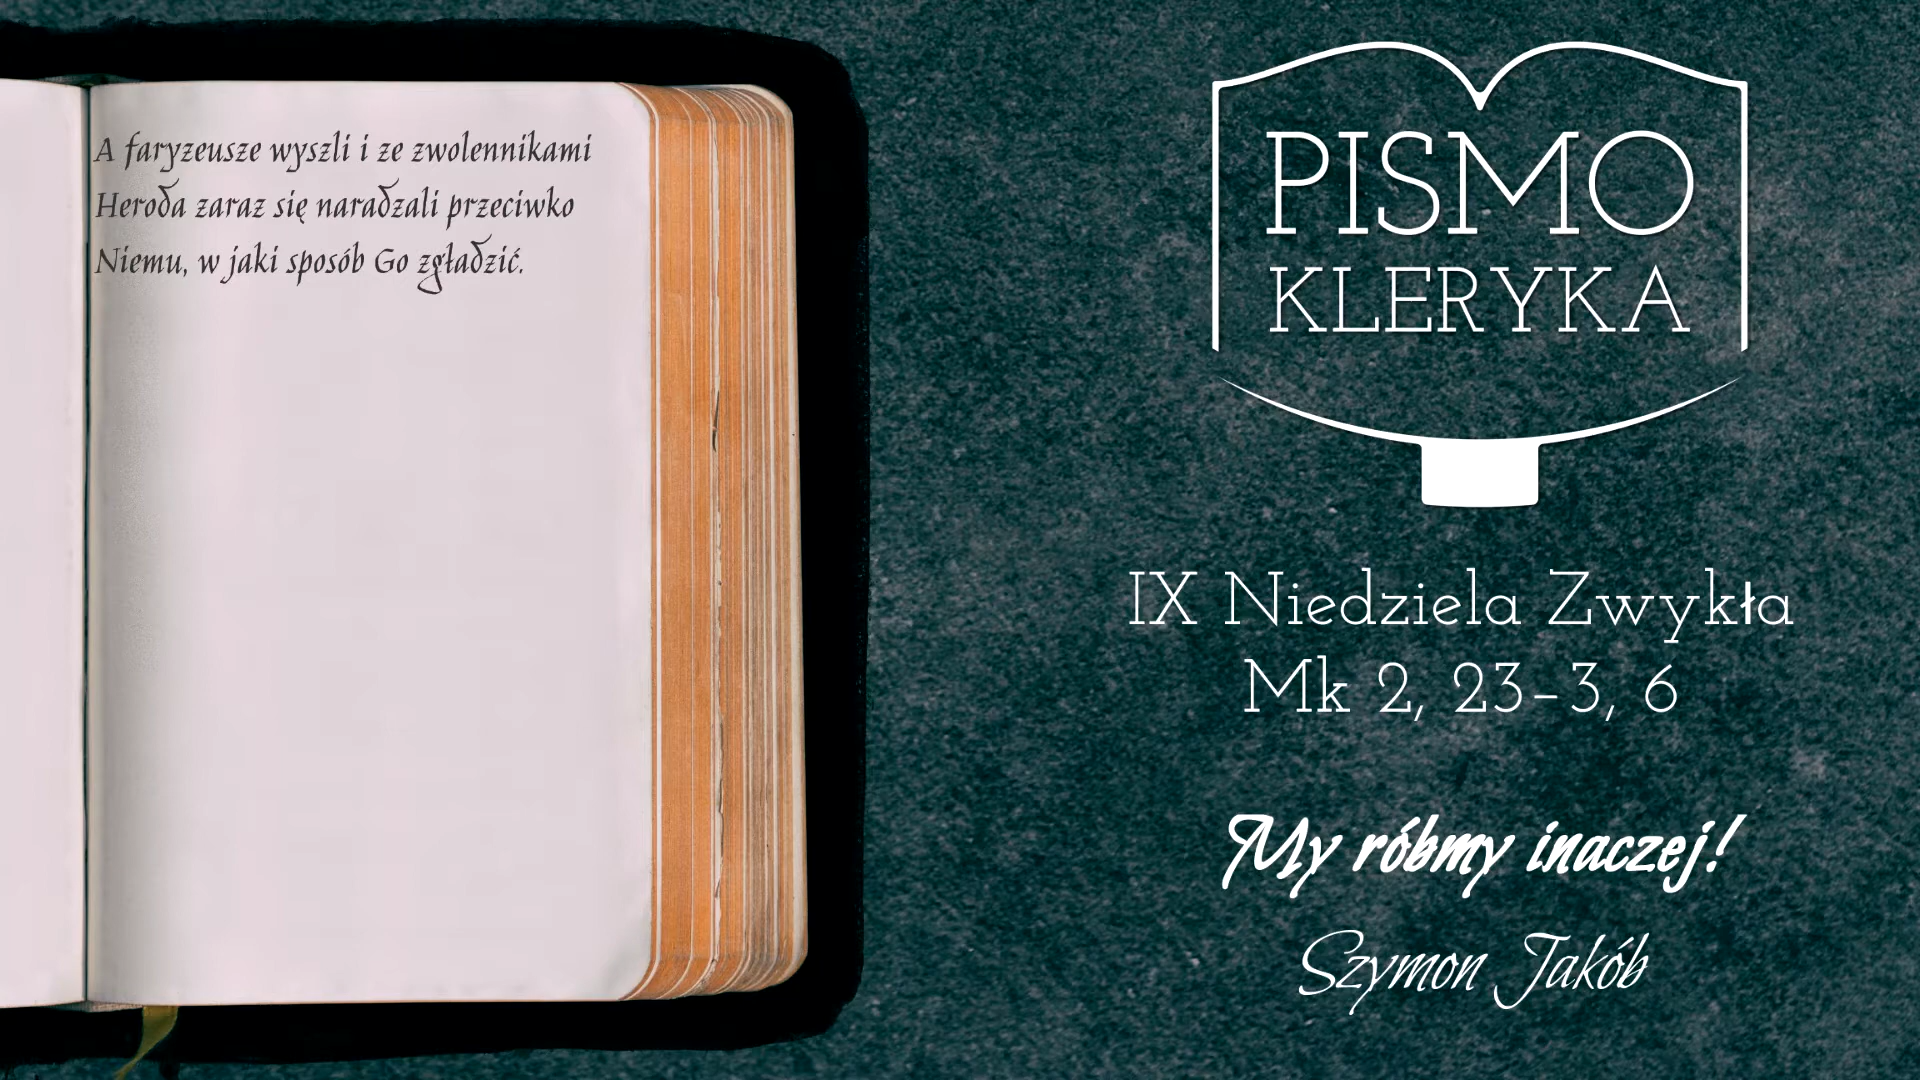 A faryzeusze wyszli i ze zwolennikami
Heroda zaraz się naradzali przeciwko
Niemu, w jaki sposób Go zgładzić.
PISMO
KLERYKA
IX Niedziela Zwykła
Mk 2, 23-3, 6
My róbmy inaczej!
Szymon Jakób